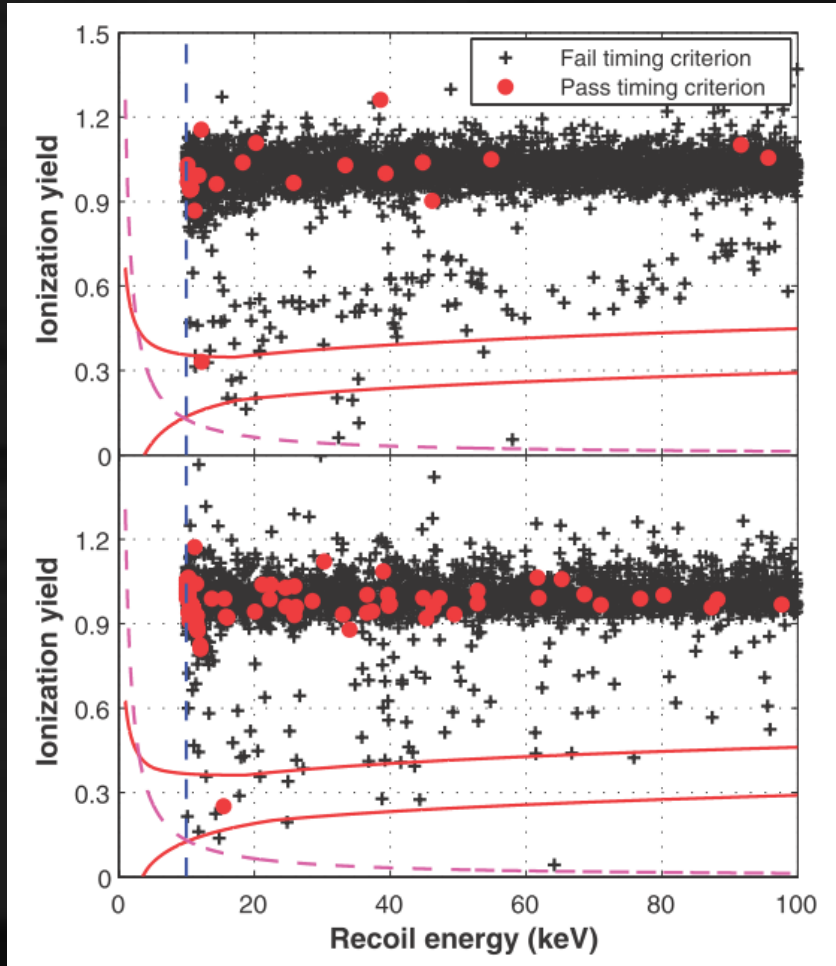 1.5
Fail timing criterion
Pass timing criterion
1.2
0.9
0.6
0.3
0
Ionization yield
1.2
0.9
0.6
0.3
0
Ionization yield
0 20 40 60 80 100
Recoil energy (keV)